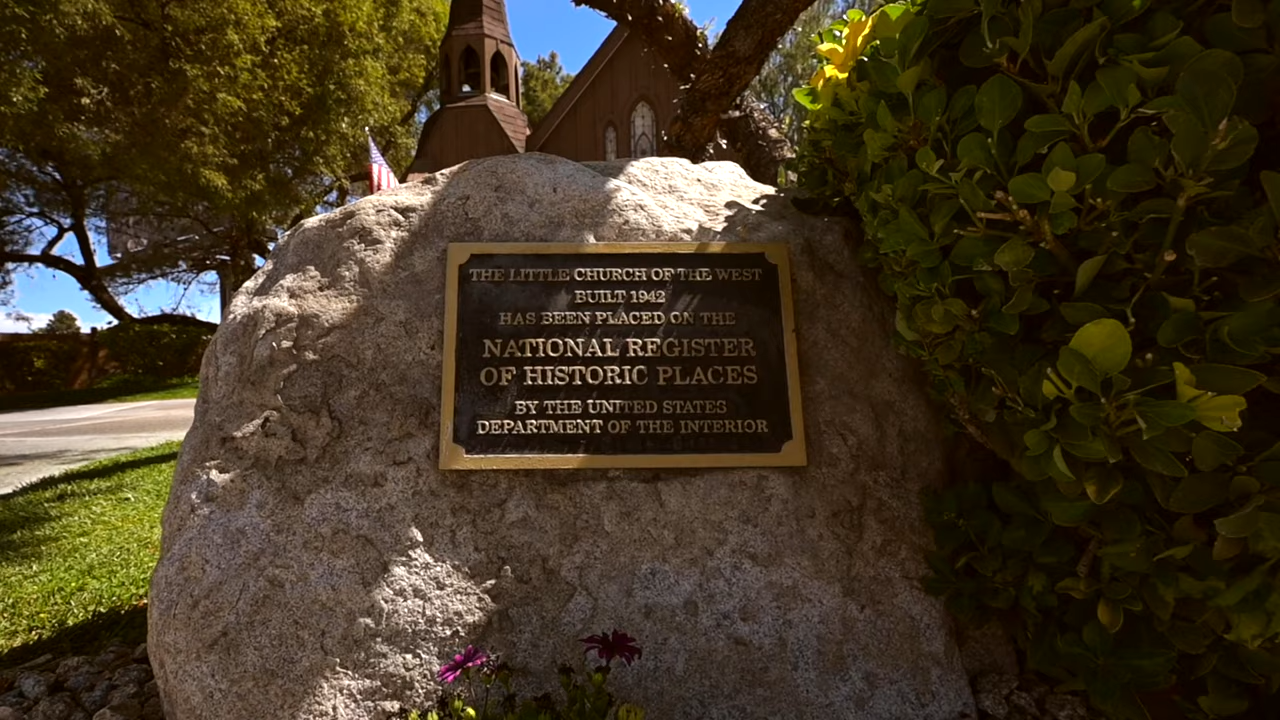 THE LITTLE CHURCH OF THE WEST
BUILT 1942
HAS BEEN PLACED ON THE
NATIONAL REGISTER
OF HISTORIC PLACES
BY THE UNITED STATES
DEPARTMENT OF THE INTERIOR